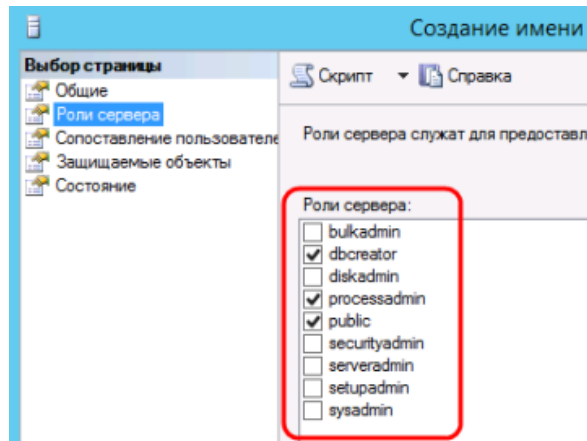 Создание имени
Выбор страницы
Общие
Роли сервера
Сопоставление пользователе
Защищаемые объекты
Состояние
Скрипт
Справка
Роли сервера служат для предоставл
Роли сервера:
bulkadmin
dbcreator
diskadmin
processadmin
public
securityadmin
serveradmin
setupadmin
sysadmin